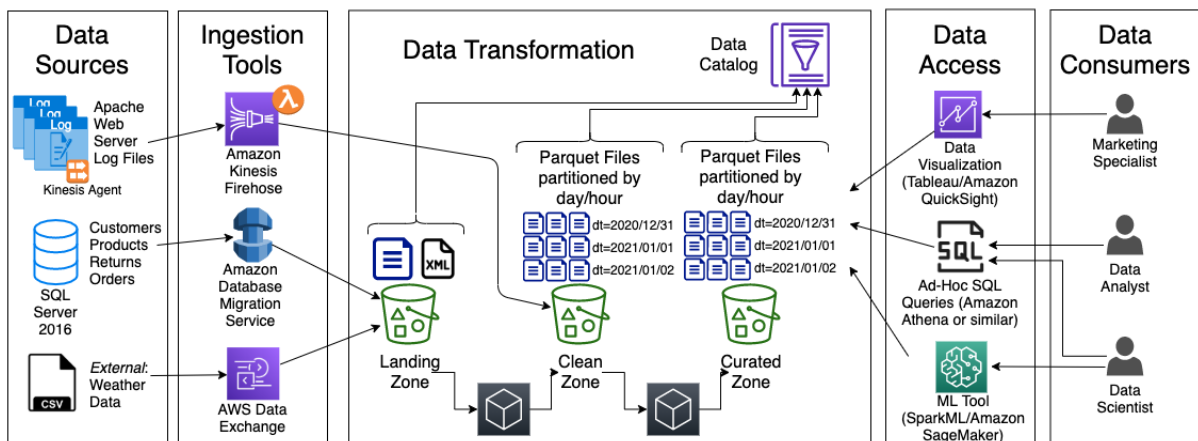 Data
Sources
Log
Log
Log
Apache
Web
Server
Log Files
Kinesis Agent
Customers
Products
Returns
Orders
SQL
Server
2016
CSV
External:
Weather
Data
Ingestion
Tools
Amazon
Kinesis
Firehose
Amazon
Database
Migration
Service
AWS Data
Exchange
Data Transformation
Data
Catalog
XML
Landing
Zone
Parquet Files
partitioned by
day/hour
dt=2020/12/31
dt=2021/01/01
dt=2021/01/02
Clean
Zone
Parquet Files
partitioned by
day/hour
dt=2020/12/31
dt=2021/01/01
dt=2021/01/02
Curated
Zone
Data
Access
Data
Visualization
(Tableau/Amazon
QuickSight)
SQL
Ad-Hoc SQL
Queries (Amazon
Athena or similar)
ML Tool
(SparkML/Amazon
SageMaker)
Data
Consumers
Marketing
Specialist
Data
Analyst
Data
Scientist